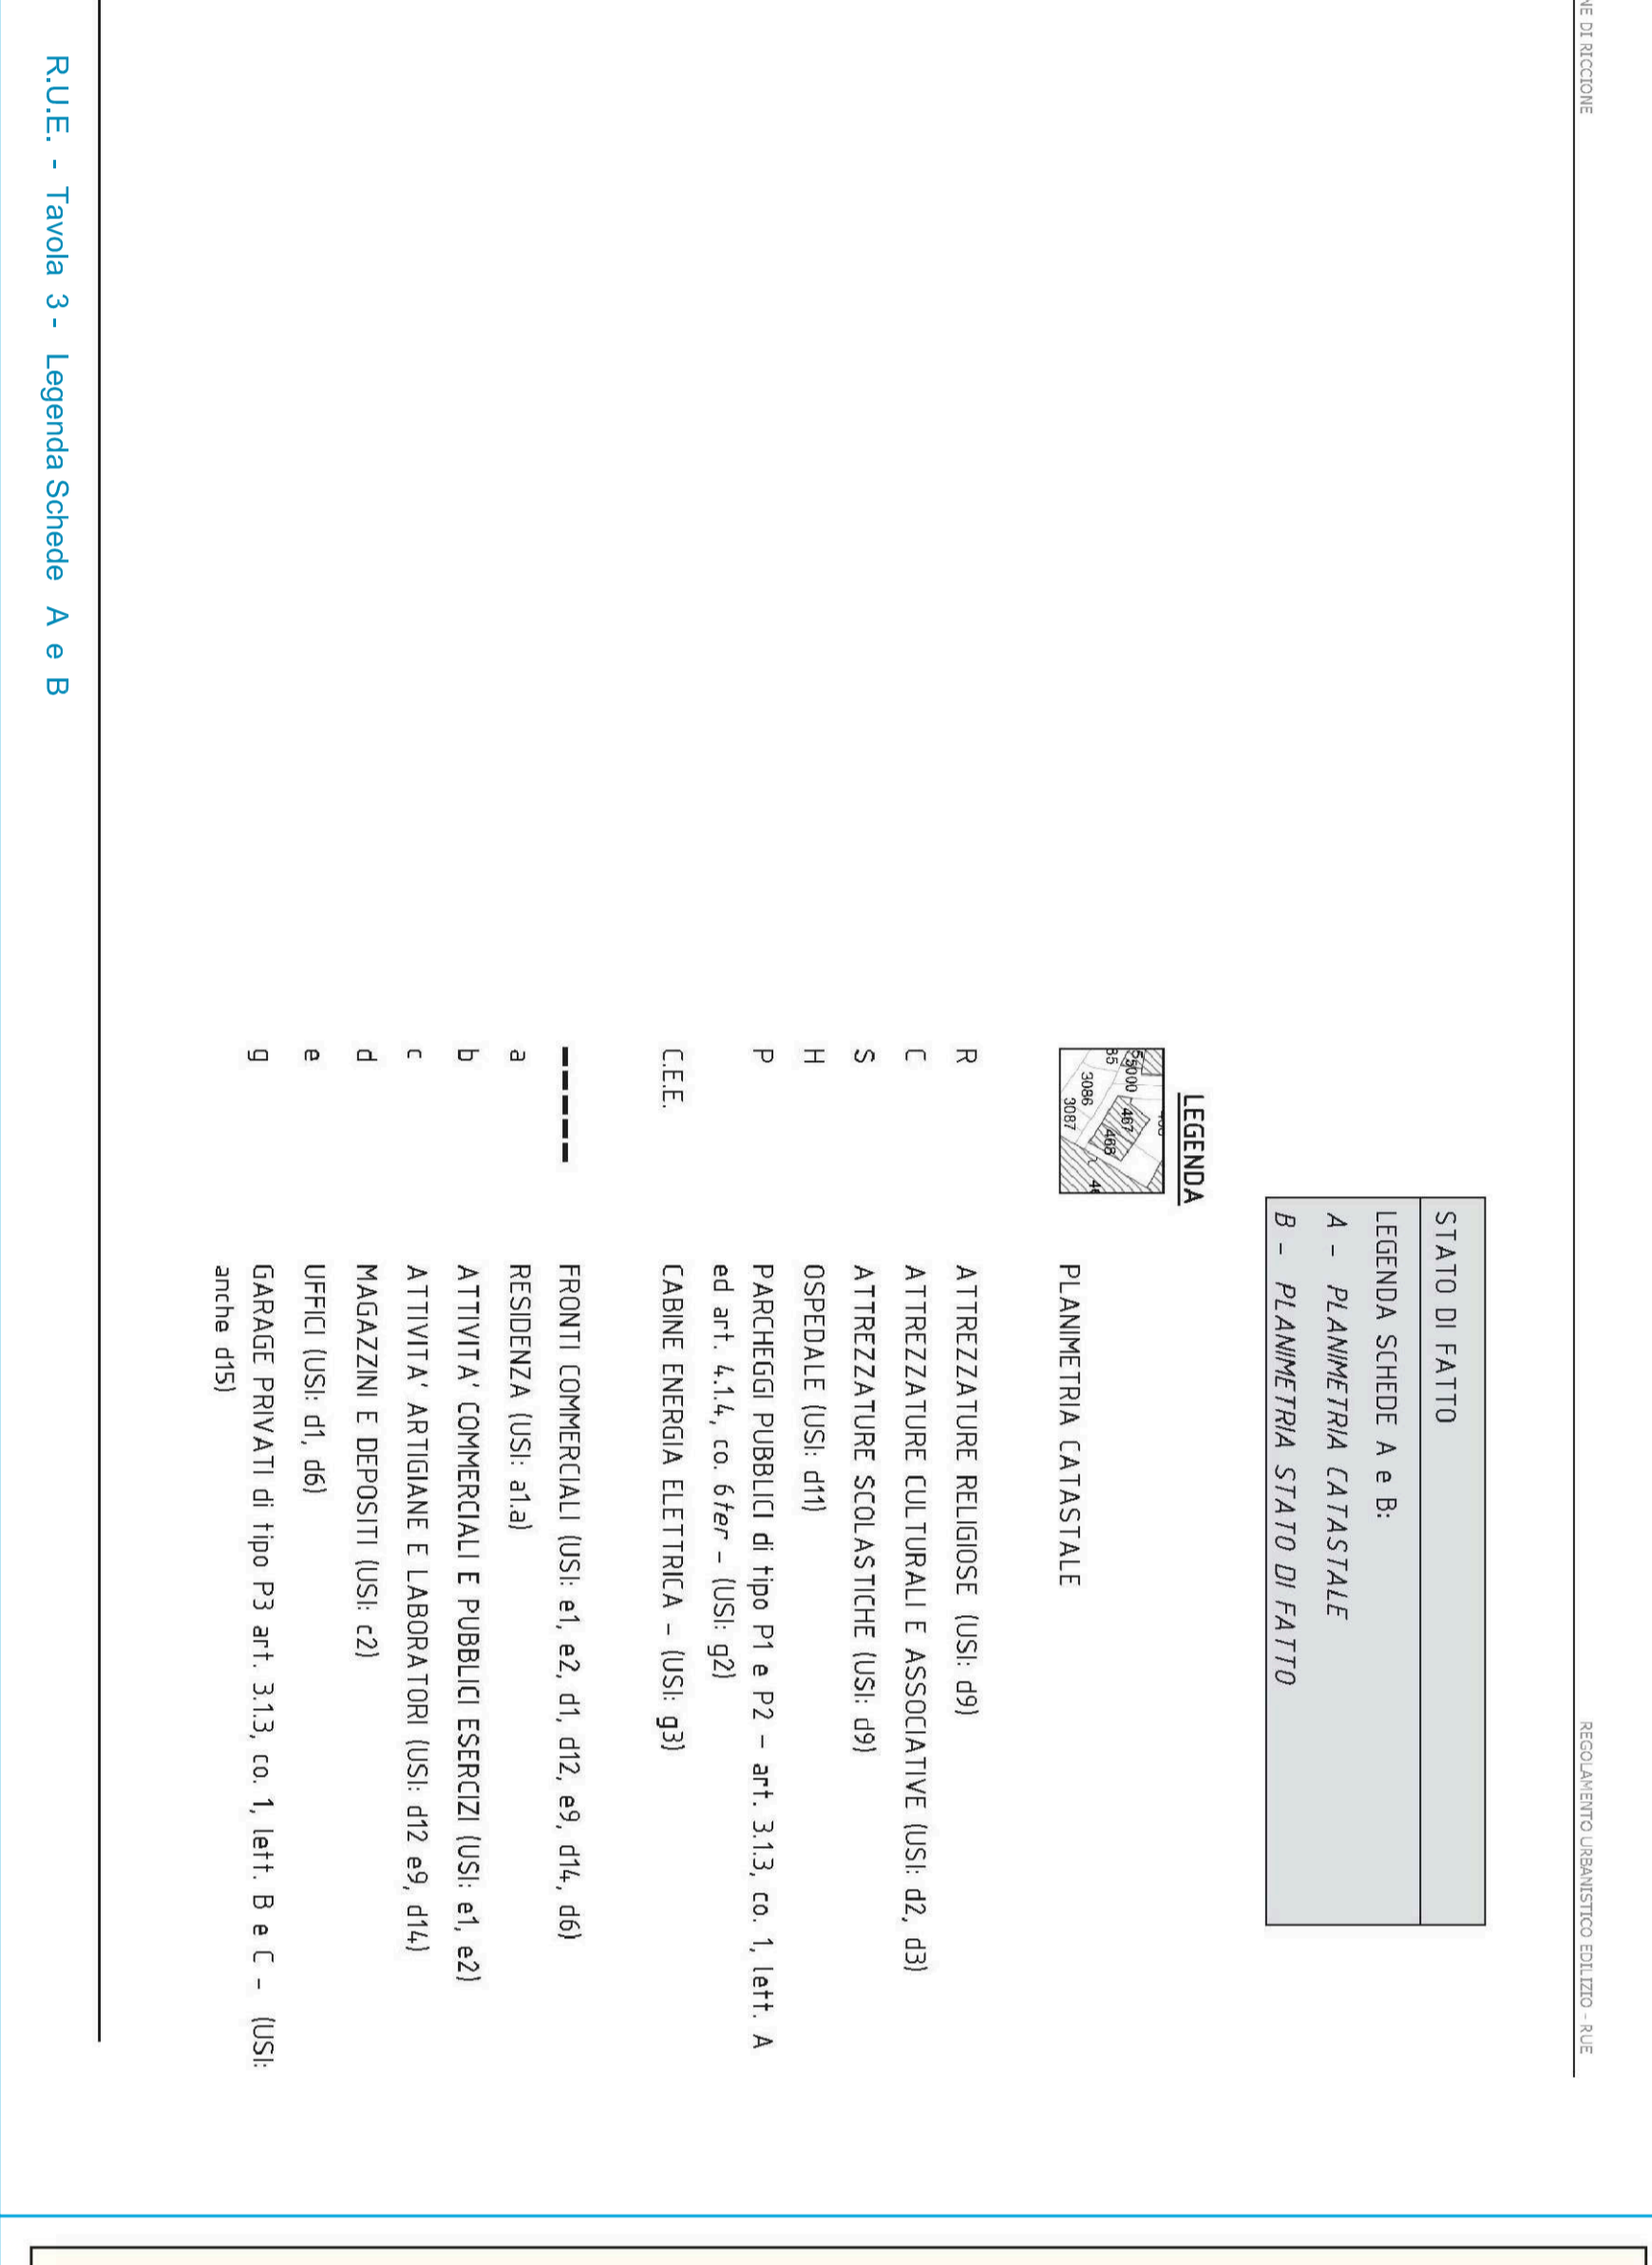 NE DI RICCIONE
REGOLAMENTO URBANISTICO EDILIZIO - RUE
STATO DI FATTO
LEGENDA SCHEDE A e B:
A - PLANIMETRIA CATASTALE
B - PLANIMETRIA STATO DI FATTO
LEGENDA
5000
467
468
3086
3087
PLANIMETRIA CATASTALE
R ATTREZZATURE RELIGIOSE (USI: d9)
C ATTREZZATURE CULTURALI E ASSOCIATIVE (USI: d2, d3)
S ATTREZZATURE SCOLASTICHE (USI: d9)
H OSPEDALE (USI: d11)
P PARCHEGGI PUBBLICI di tipo P1 e P2 - art. 3.1.3, co. 1, lett. A
ed art. 4.1.4, co. 6ter - (USI: g2)
C.E.E. CABINE ENERGIA ELETTRICA - (USI: g3)
FRONTI COMMERCIALI (USI: e1, e2, d1, d12, e9, d14, d6)
a RESIDENZA (USI: a1.a)
b ATTIVITA' COMMERCIALI E PUBBLICI ESERCIZI (USI: e1, e2)
c ATTIVITA' ARTIGIANE E LABORATORI (USI: d12 e9, d14)
d MAGAZZINI E DEPOSITI (USI: c2)
e UFFICI (USI: d1, d6)
g GARAGE PRIVATI di tipo P3 art. 3.1.3, co. 1, lett. B e C - (USI:
anche d15)
R.U.E. - Tavola 3 - Legenda Schede A e B